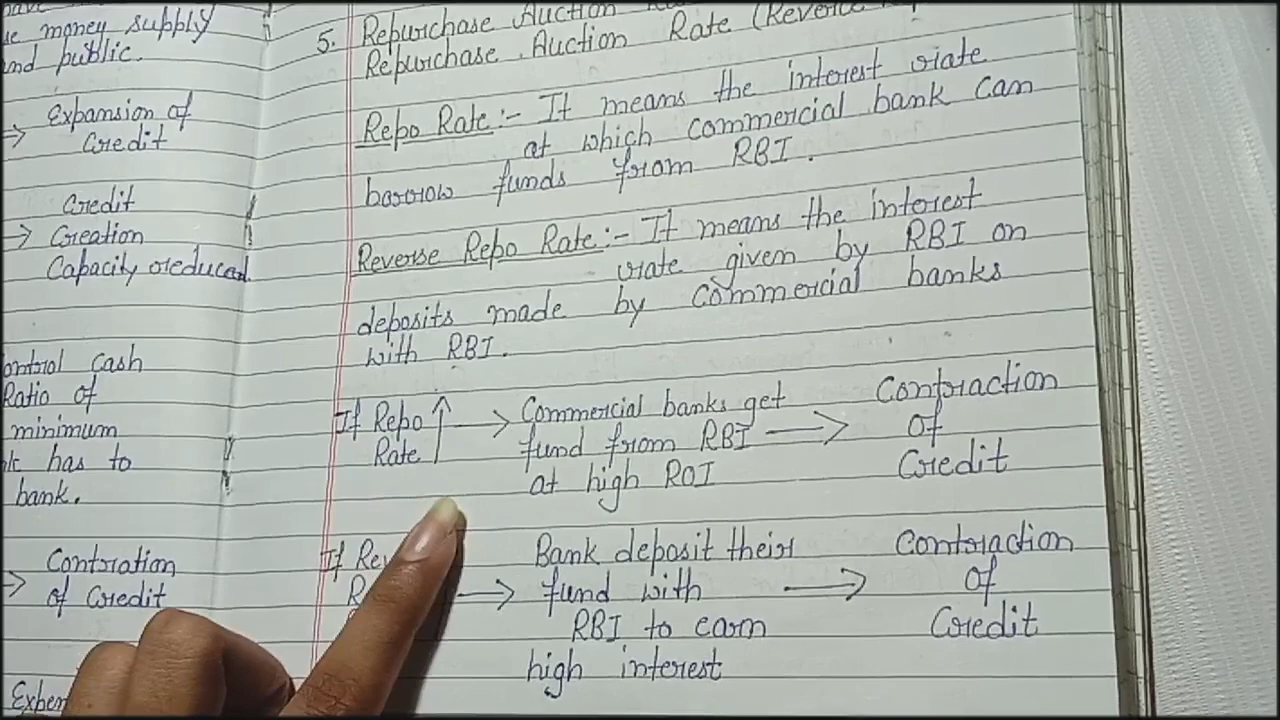 se money supply
and public.
Expansion of
Credit
Credit
Creation
Capacity reduced
Control Cash
Ratio of
minimum
has to
bank.
Contration
of Credit
5. Repurchase Auction
Repurchase Auction Rate (Reverse
Repo Rate:- It means the interest rate
at which commercial bank can
borrow funds from RBI.
Reverse Repo Rate:- It means the interest
rate given by RBI on
deposits made by commercial banks
with RBI.
If Repo ↑ → Commercial banks get → Contraction
Rate fund from RBI of
at high ROI Credit
If Bank deposit their Contraction
→ fund with → of
RBI to earn Credit
high interest